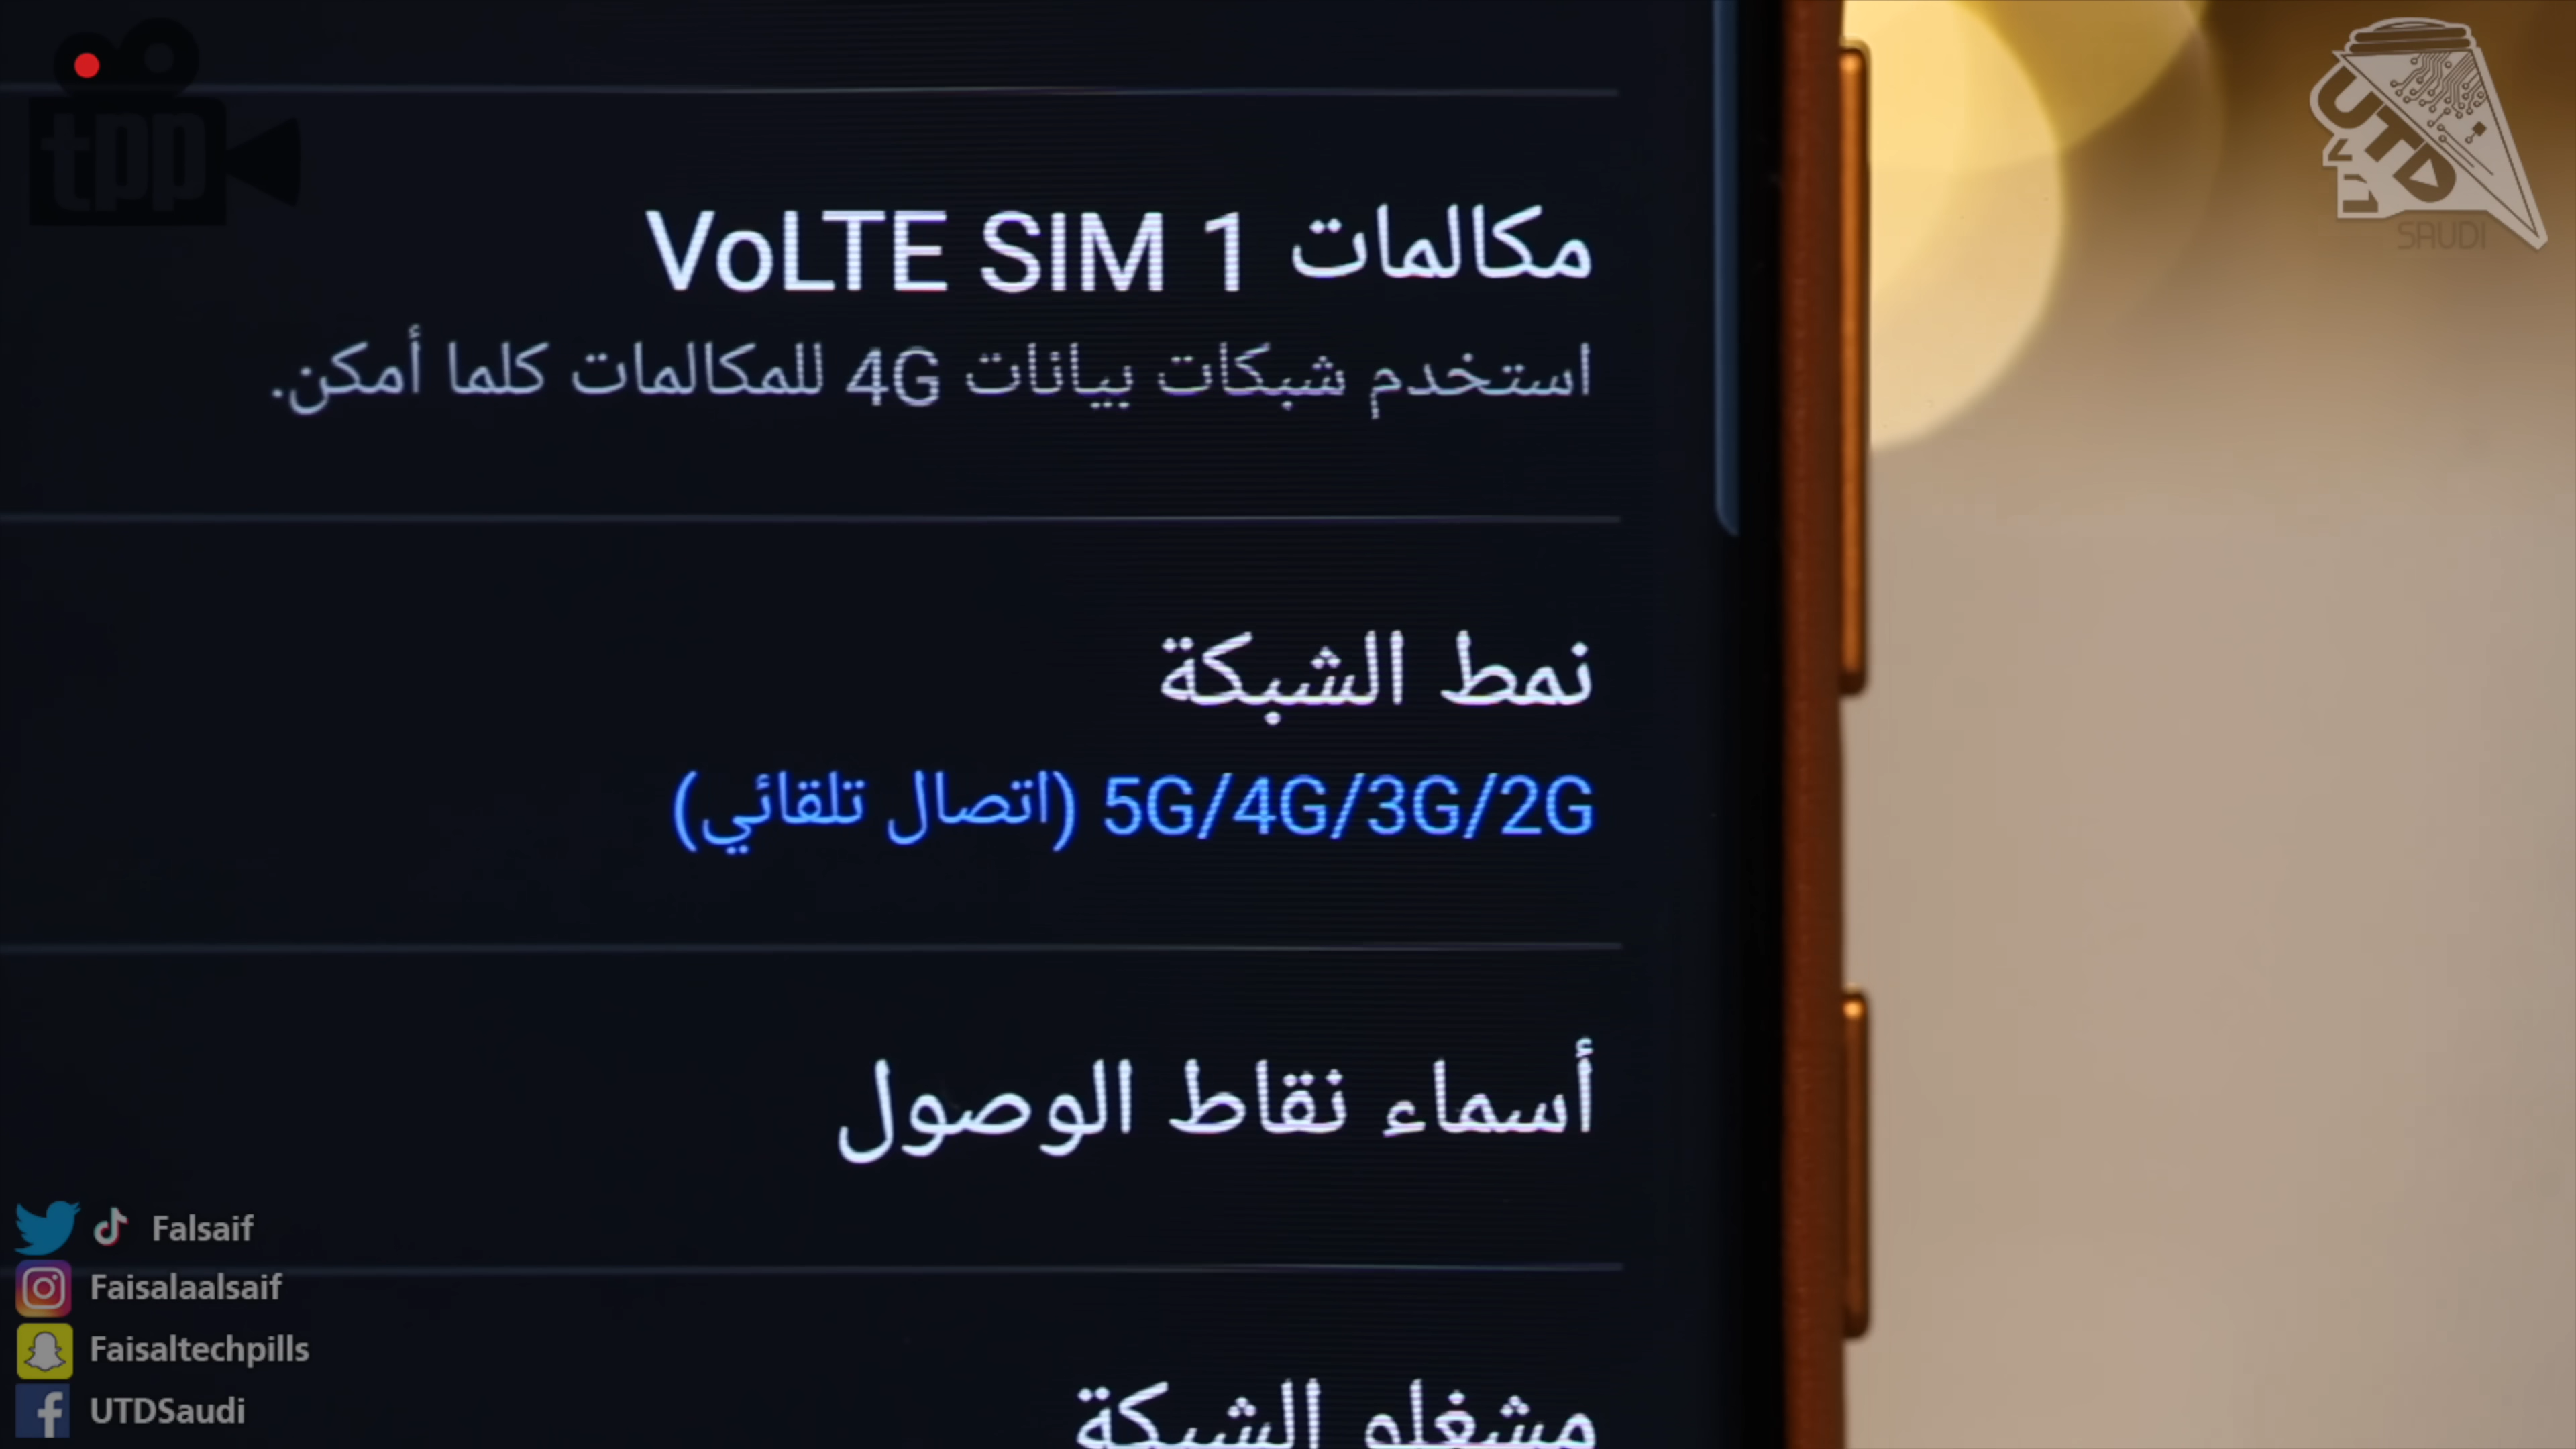 tpp
UTD
SAUDI
مكالمات VoLTE SIM 1
استخدم شبكات بيانات 4G للمكالمات كلما أمكن.
نمط الشبكة
5G/4G/3G/2G (اتصال تلقائي)
أسماء نقاط الوصول
مشغلو الشبكة
Falsaif
Faisalaalsaif
Faisaltechpills
UTDSaudi